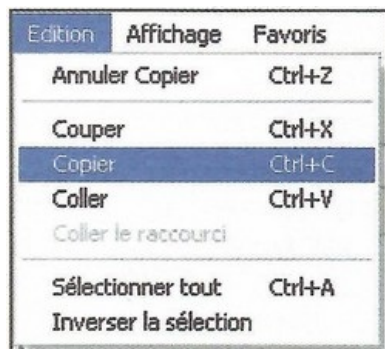 Edition Affichage Favoris
Annuler Copier Ctrl+Z
Couper Ctrl+X
Copier Ctrl+C
Coller Ctrl+V
Coller le raccourci
Sélectionner tout Ctrl+A
Inverser la sélection